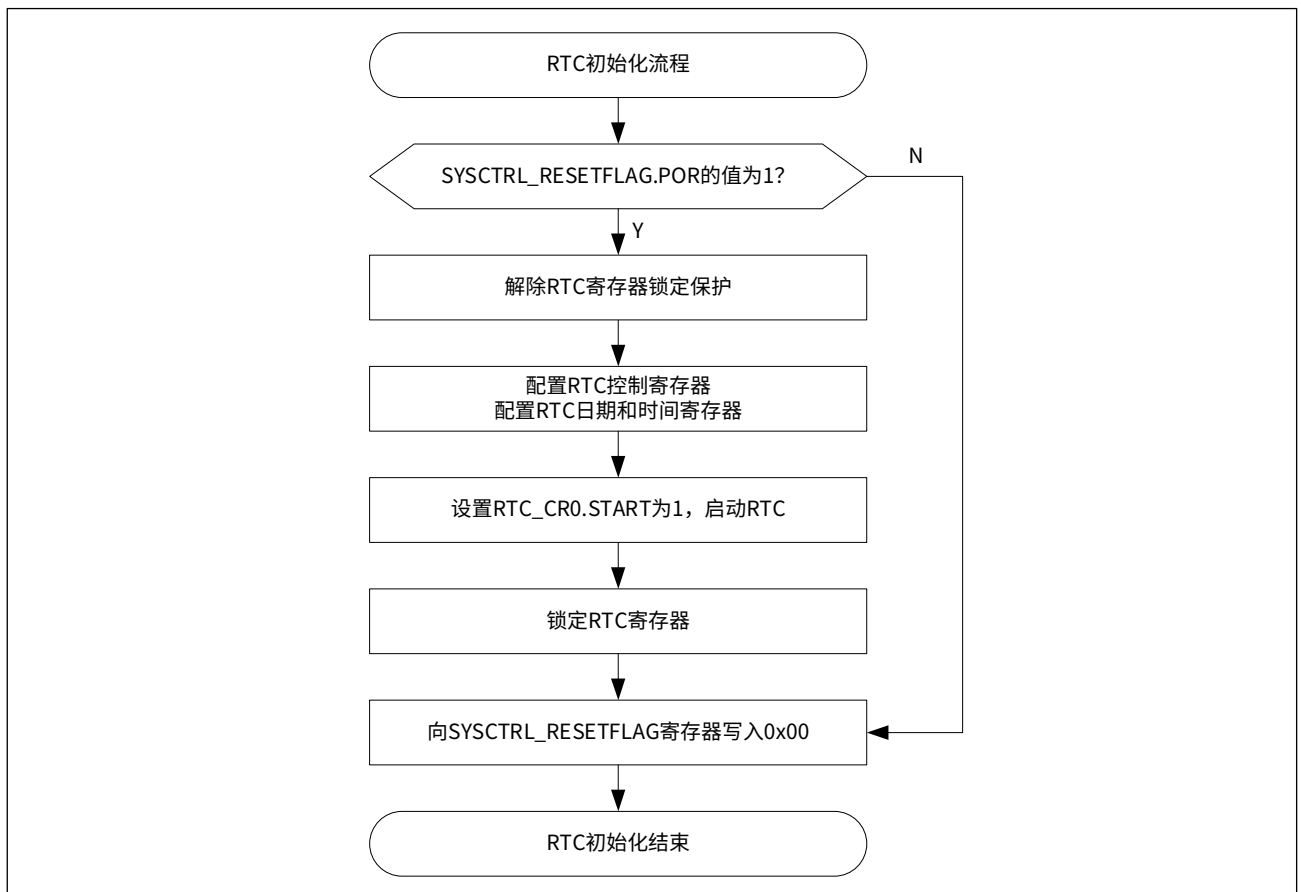 RTC初始化流程
SYSCTRL_RESETFLAG.POR的值为1?
N
Y
解除RTC寄存器锁定保护
配置RTC控制寄存器
配置RTC日期和时间寄存器
设置RTC_CR0.START为1，启动RTC
锁定RTC寄存器
向SYSCTRL_RESETFLAG寄存器写入0x00
RTC初始化结束